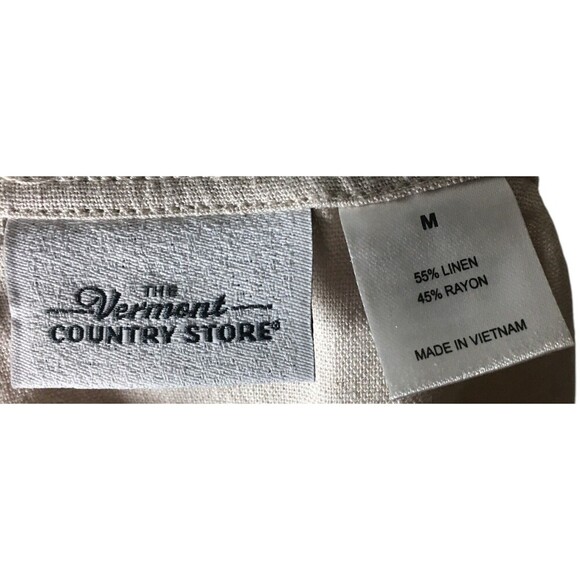 THE
Vermont
COUNTRY STORE®
M
55% LINEN
45% RAYON
MADE IN VIETNAM